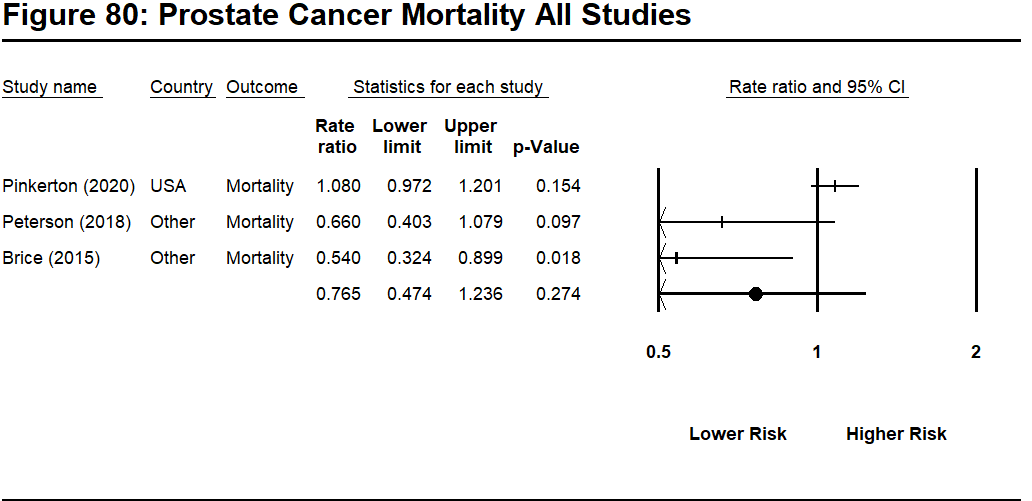 Figure 80: Prostate Cancer Mortality All Studies
Study name Country Outcome Statistics for each study Rate ratio and 95% CI
Rate Lower Upper
ratio limit limit p-Value
Pinkerton (2020) USA Mortality 1.080 0.972 1.201 0.154
Peterson (2018) Other Mortality 0.660 0.403 1.079 0.097
Brice (2015) Other Mortality 0.540 0.324 0.899 0.018
0.765 0.474 1.236 0.274
0.5 1 2
Lower Risk Higher Risk